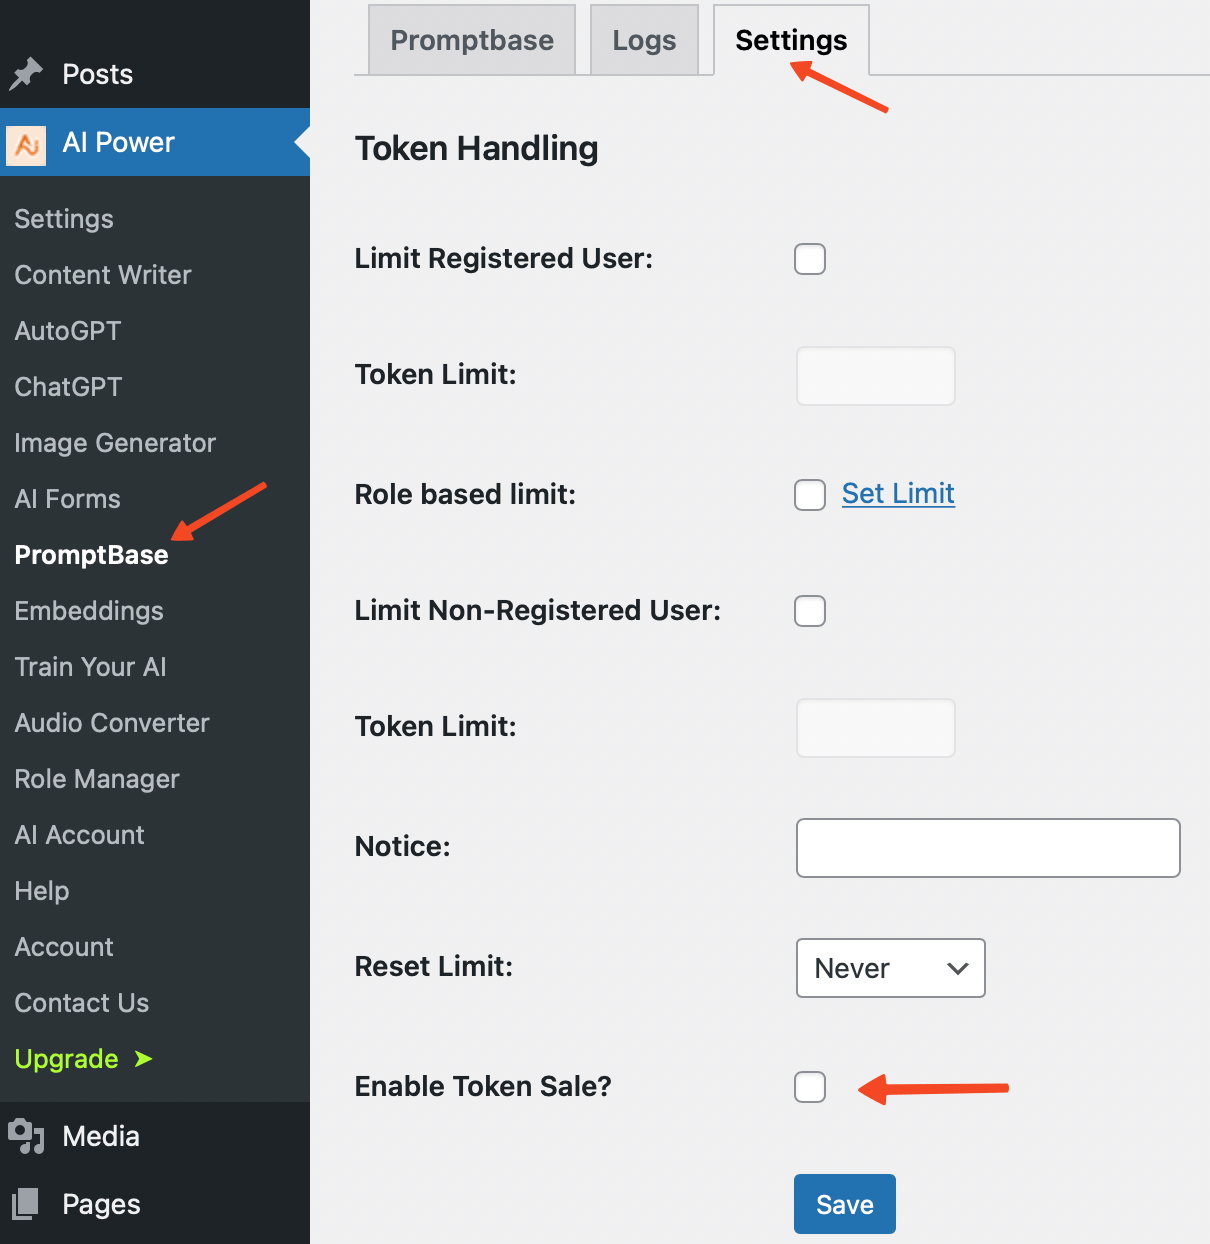 Posts
AI Power
Settings
Content Writer
AutoGPT
ChatGPT
Image Generator
AI Forms
PromptBase
Embeddings
Train Your AI
Audio Converter
Role Manager
AI Account
Help
Account
Contact Us
Upgrade ➤
Media
Pages
Promptbase
Logs
Settings
Token Handling
Limit Registered User:
Token Limit:
Role based limit: Set Limit
Limit Non-Registered User:
Token Limit:
Notice:
Reset Limit: Never
Enable Token Sale?
Save